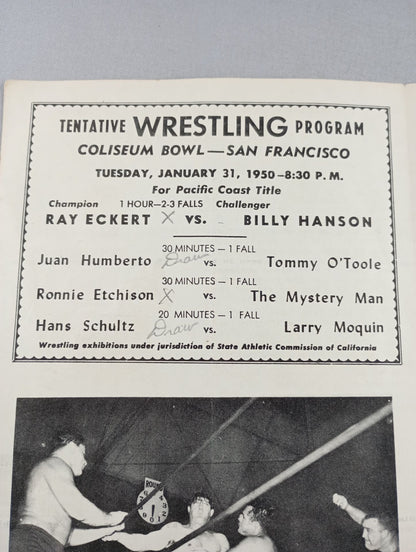 TENTATIVE WRESTLING PROGRAM
COLISEUM BOWL—SAN FRANCISCO
TUESDAY, JANUARY 31, 1950–8:30 P.M.
For Pacific Coast Title
Champion 1 HOUR—2-3 FALLS Challenger
RAY ECKERT X VS. BILLY HANSON
30 MINUTES — 1 FALL
Juan Humberto Draw vs. Tommy O'Toole
30 MINUTES — 1 FALL
Ronnie Etchison X vs. The Mystery Man
20 MINUTES — 1 FALL
Hans Schultz Draw vs. Larry Moquin
Wrestling exhibitions under jurisdiction of State Athletic Commission of California
ROUND